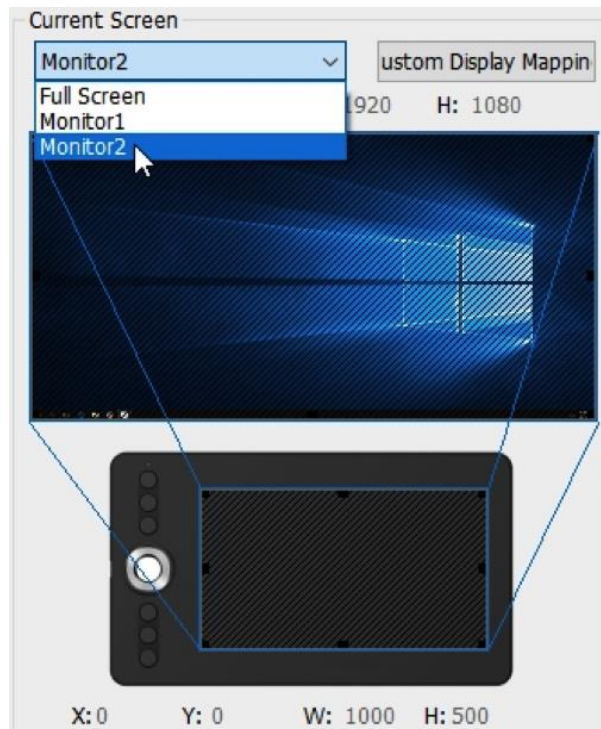 Current Screen
Monitor2
ustom Display Mappin
Full Screen
1920 H: 1080
Monitor1
Monitor2
X: 0 Y: 0 W: 1000 H: 500